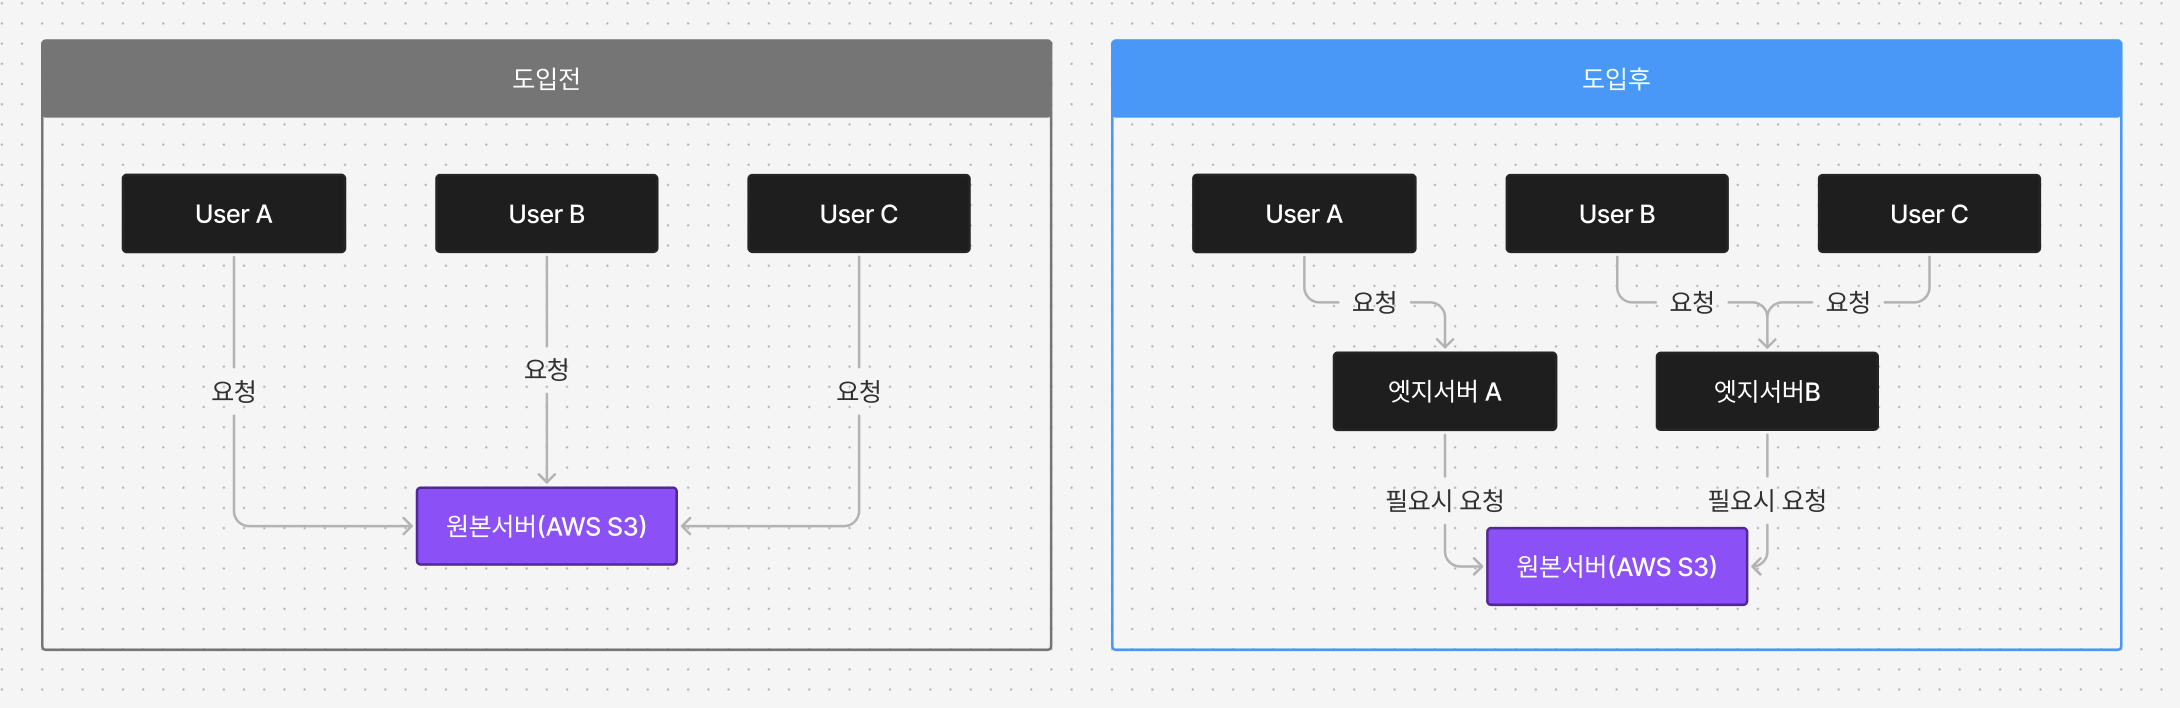 도입전
User A
User B
User C
요청
요청
요청
원본서버(AWS S3)
도입후
User A
User B
User C
요청
요청
요청
엣지서버 A
엣지서버B
필요시 요청
필요시 요청
원본서버(AWS S3)